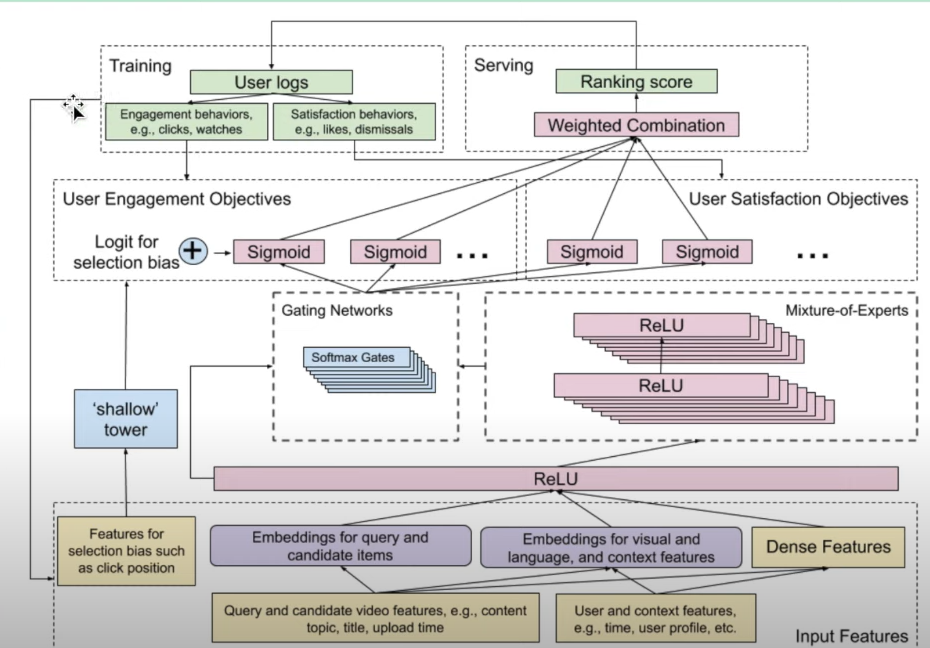 Training
User logs
Engagement behaviors,
e.g., clicks, watches
Satisfaction behaviors,
e.g., likes, dismissals
Serving
Ranking score
Weighted Combination
User Engagement Objectives
User Satisfaction Objectives
Logit for
selection bias
+
Sigmoid
Sigmoid
...
Sigmoid
Sigmoid
...
Gating Networks
Softmax Gates
Mixture-of-Experts
ReLU
ReLU
'shallow'
tower
ReLU
Features for
selection bias such
as click position
Embeddings for query and
candidate items
Embeddings for visual and
language, and context features
Dense Features
Query and candidate video features, e.g., content
topic, title, upload time
User and context features,
e.g., time, user profile, etc.
Input Features